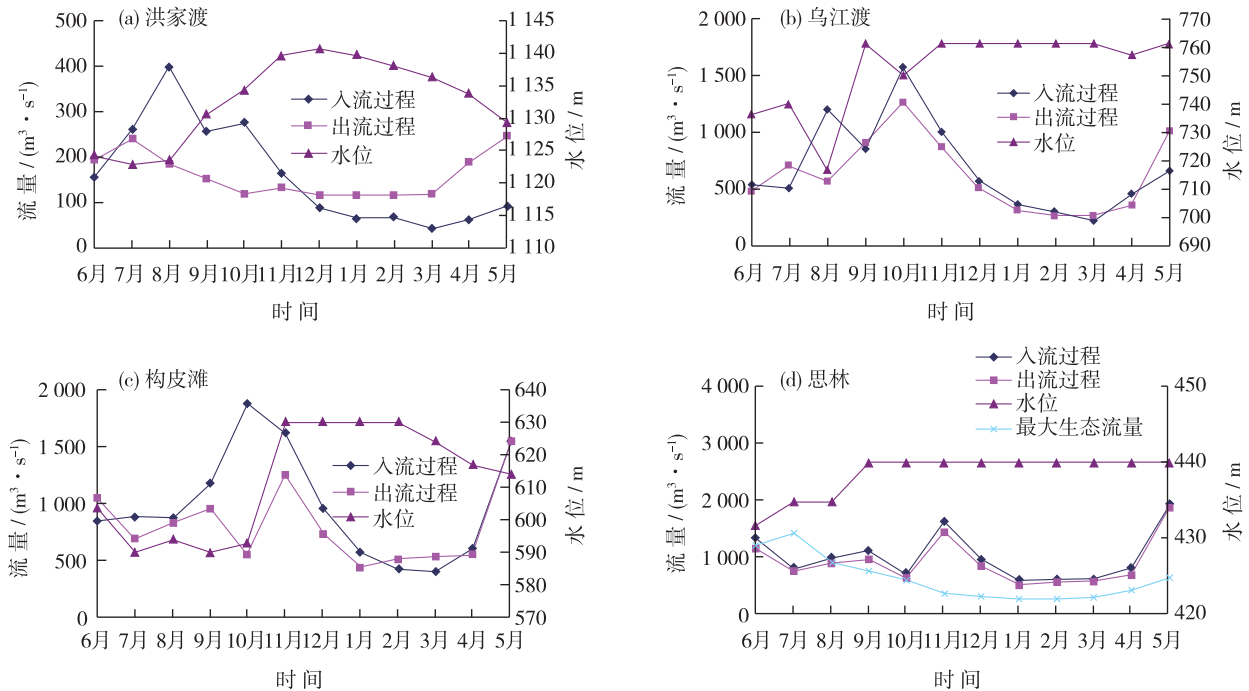 (a) 洪家渡
500
400
300
200
100
0
流量 / (m³·s⁻¹)
1 145
1 140
1 135
1 130
1 125
1 120
1 115
1 110
水位 / m
入流过程
出流过程
水位
6月 7月 8月 9月 10月 11月 12月 1月 2月 3月 4月 5月
时间
(b) 乌江渡
2 000
1 500
1 000
500
0
流量 / (m³·s⁻¹)
770
760
750
740
730
720
710
700
690
水位 / m
入流过程
出流过程
水位
6月 7月 8月 9月 10月 11月 12月 1月 2月 3月 4月 5月
时间
(c) 构皮滩
2 000
1 500
1 000
500
0
流量 / (m³·s⁻¹)
640
630
620
610
600
590
580
570
水位 / m
入流过程
出流过程
水位
6月 7月 8月 9月 10月 11月 12月 1月 2月 3月 4月 5月
时间
(d) 思林
入流过程
出流过程
水位
最大生态流量
4 000
3 000
2 000
1 000
0
流量 / (m³·s⁻¹)
450
440
430
420
水位 / m
6月 7月 8月 9月 10月 11月 12月 1月 2月 3月 4月 5月
时间